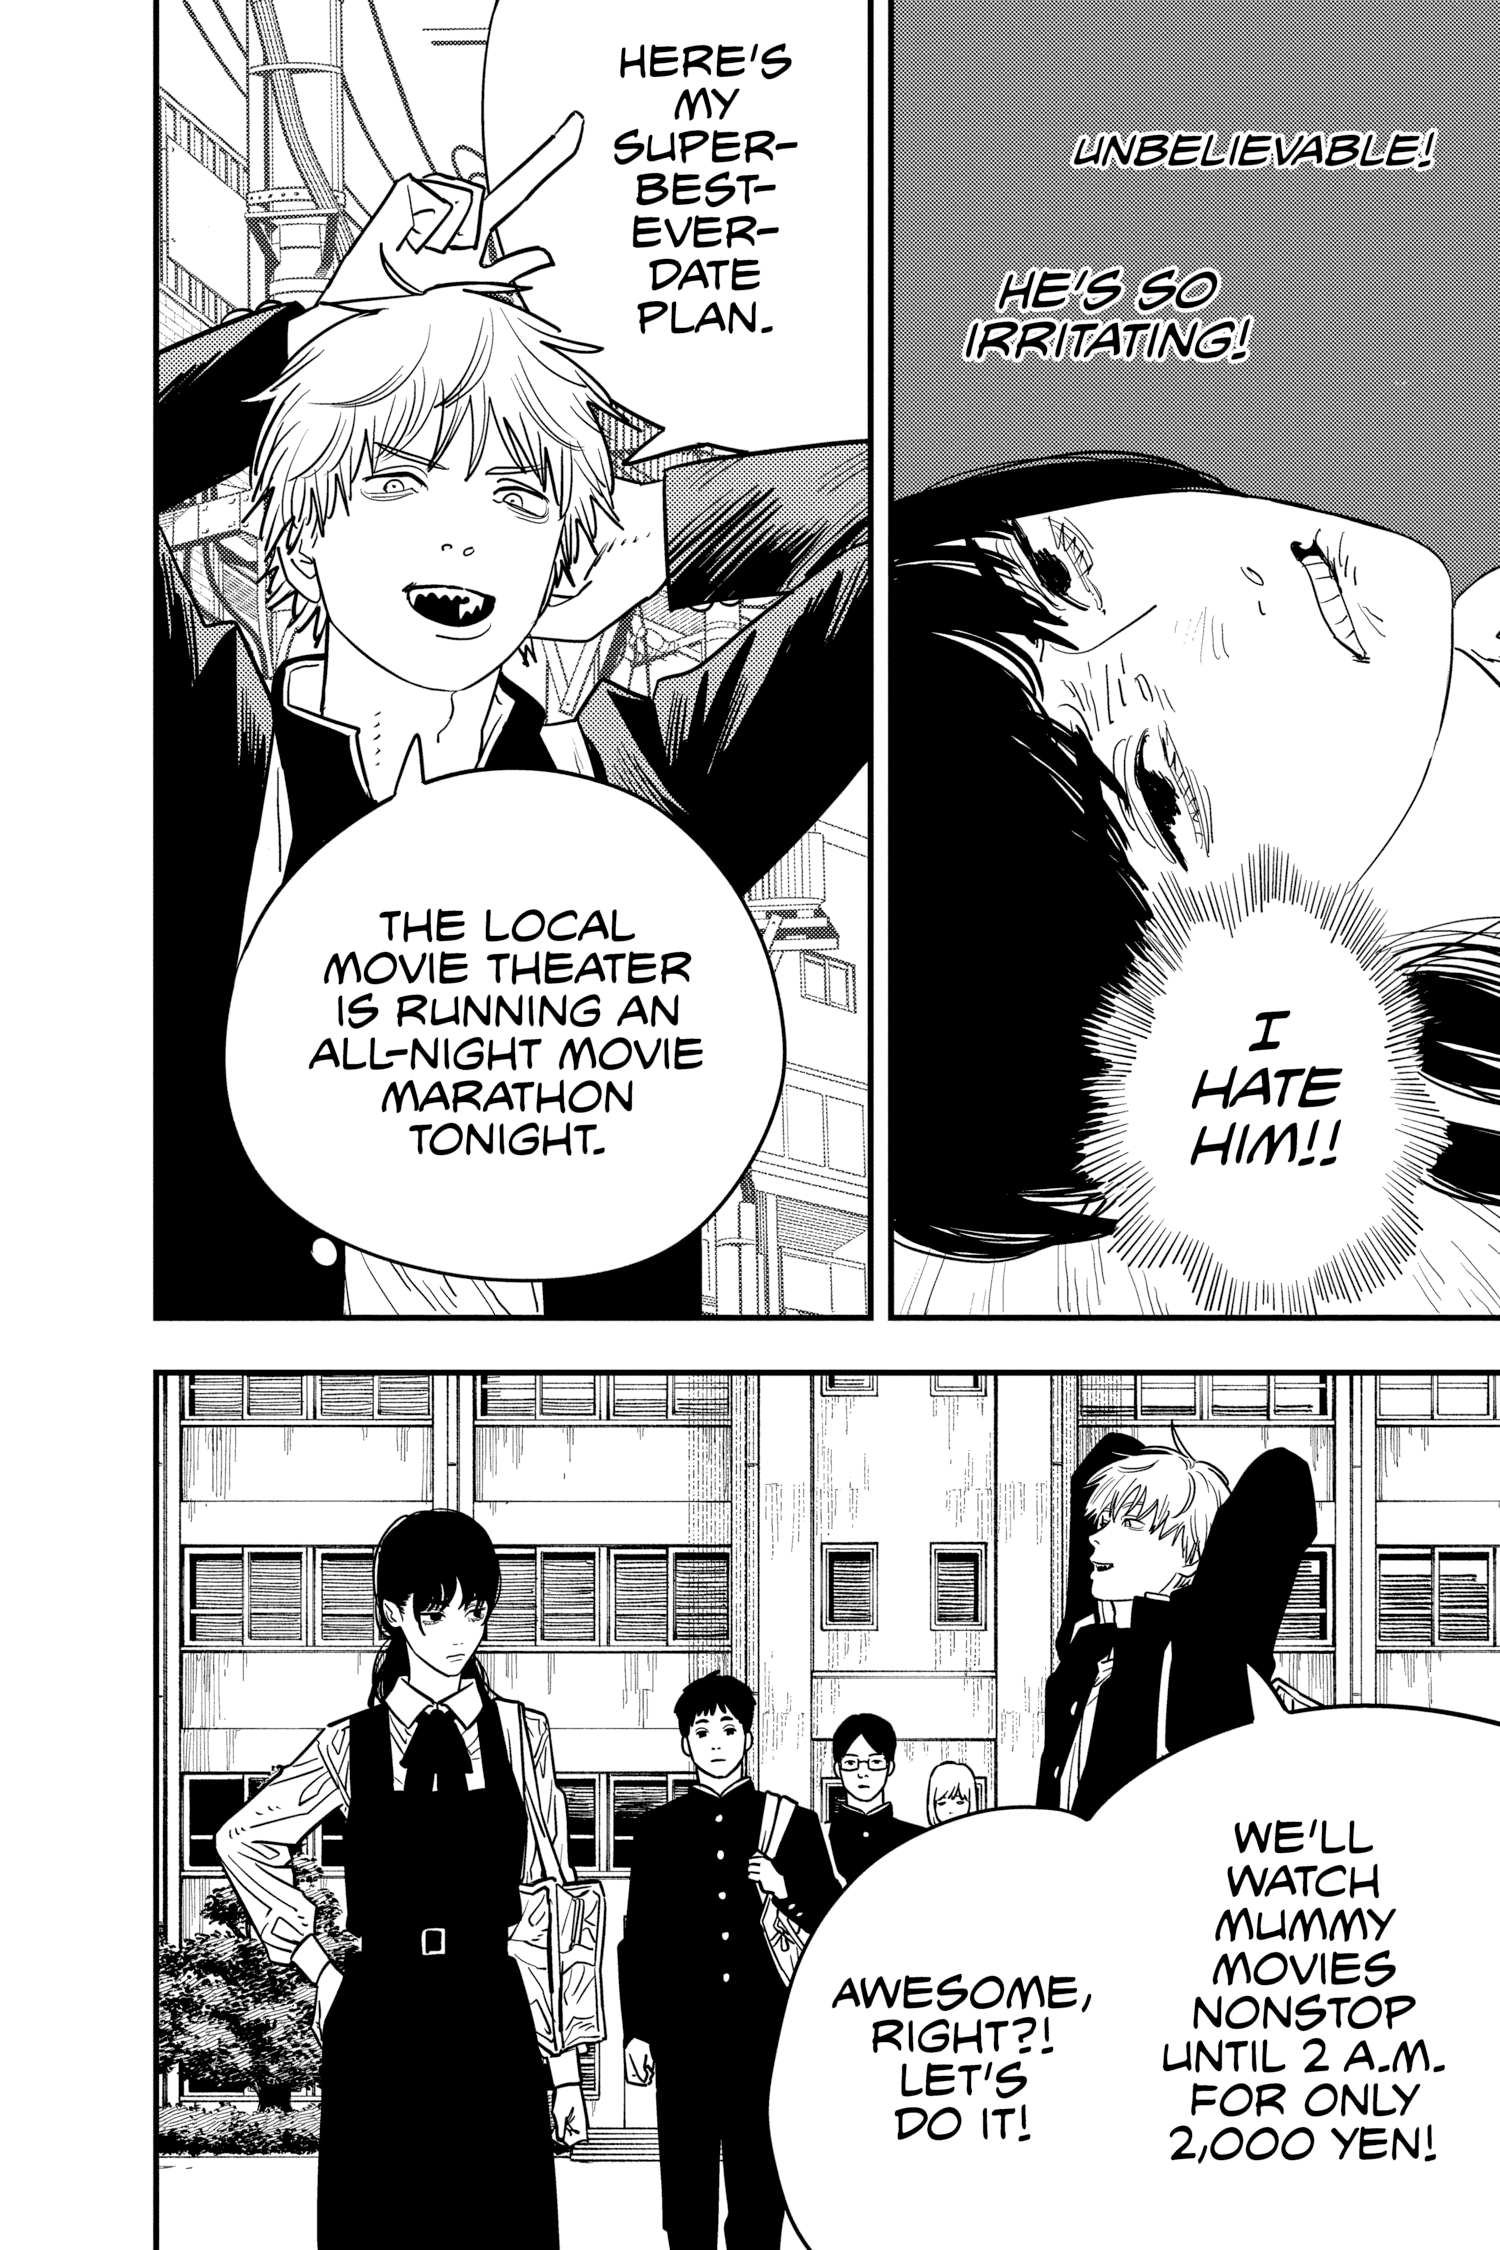 UNBELIEVABLE!
HE'S SO
IRRITATING!
I
HATE
HIM!!
HERE'S
MY
SUPER-
BEST-
EVER-
DATE
PLAN.
THE LOCAL
MOVIE THEATER
IS RUNNING AN
ALL-NIGHT MOVIE
MARATHON
TONIGHT.
WE'LL
WATCH
MUMMY
MOVIES
NONSTOP
UNTIL 2 A.M.
FOR ONLY
2,000 YEN!
AWESOME,
RIGHT?!
LET'S
DO IT!